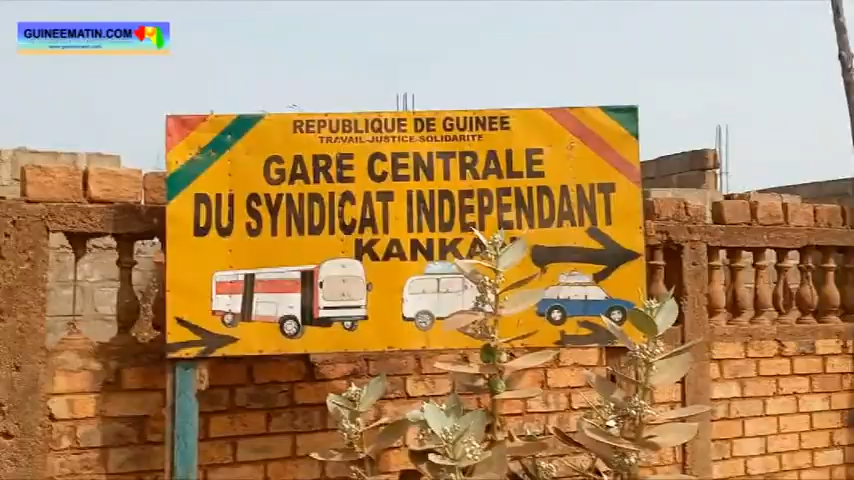 GUINEEMATIN.COM
REPUBLIQUE DE GUINEE
TRAVAIL-JUSTICE-SOLIDARITE
GARE CENTRALE
DU SYNDICAT INDEPENDANT
KANKAN